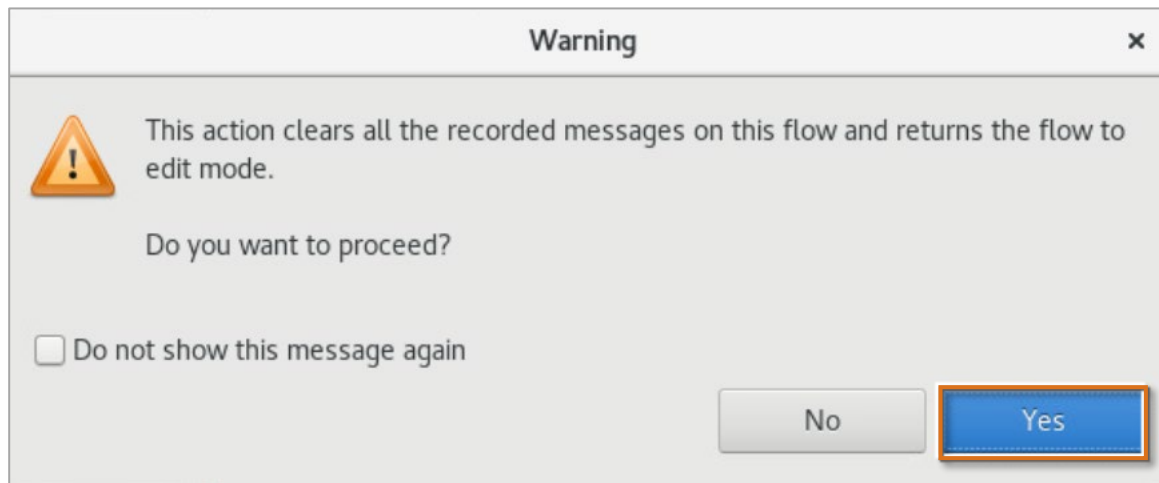 Warning
This action clears all the recorded messages on this flow and returns the flow to
edit mode.
Do you want to proceed?
Do not show this message again
No
Yes